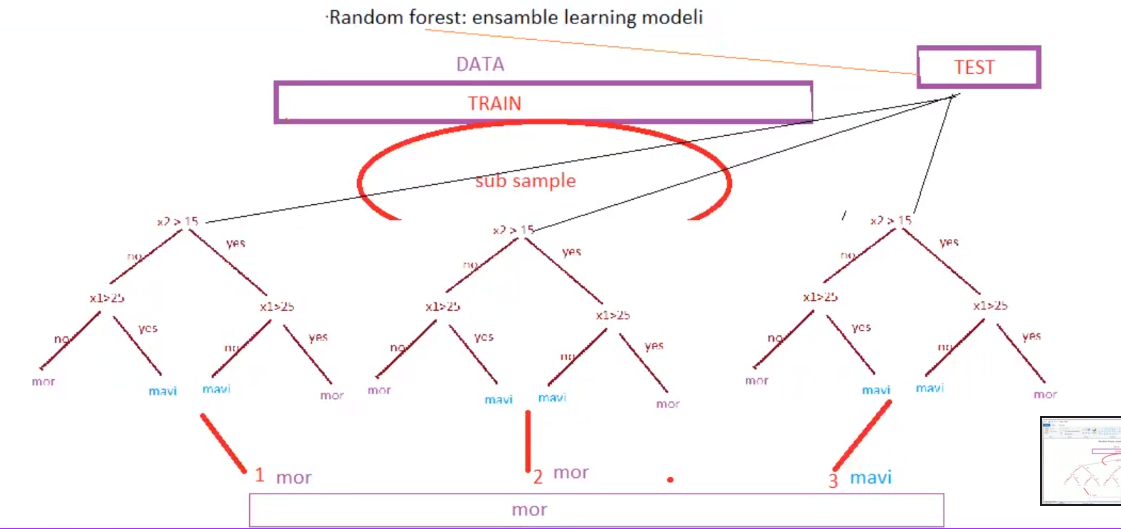 Random forest: ensamble learning modeli
DATA
TEST
TRAIN
sub sample
x2 > 15
x2 > 15
x2 > 15
no
yes
no
yes
no
yes
x1>25
x1>25
x1>25
x1>25
x1>25
x1>25
no
yes
no
yes
no
yes
no
yes
no
yes
no
yes
mor
mavi
mavi
mor
mor
mavi
mavi
mor
mor
mavi
mavi
mor
1 mor
2 mor
3 mavi
mor